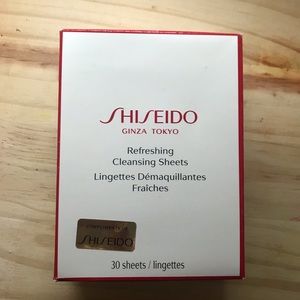 SHISEIDO
GINZA TOKYO
Refreshing
Cleansing Sheets
Lingettes Démaquillantes
Fraîches
SHISEIDO
30 sheets / lingettes